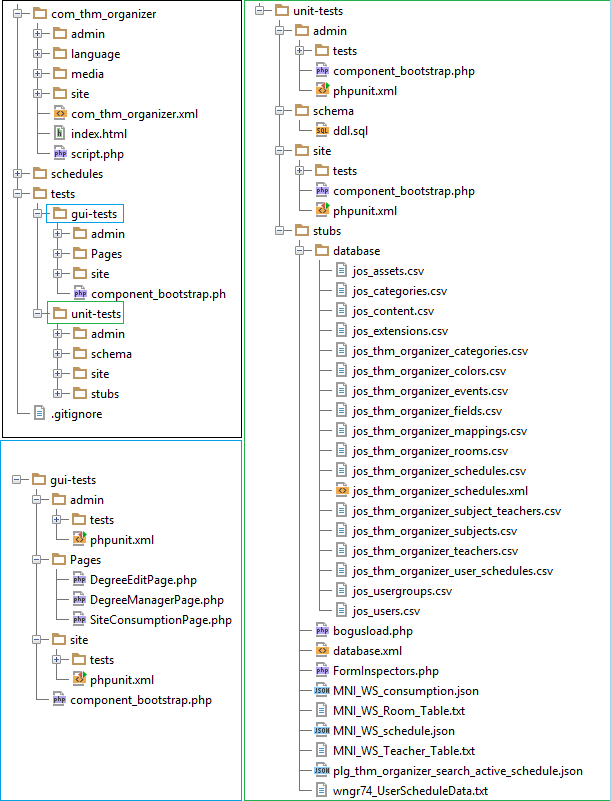 com_thm_organizer
admin
language
media
site
com_thm_organizer.xml
index.html
script.php
schedules
tests
gui-tests
admin
Pages
site
component_bootstrap.ph
unit-tests
admin
schema
site
stubs
.gitignore
gui-tests
admin
tests
phpunit.xml
Pages
DegreeEditPage.php
DegreeManagerPage.php
SiteConsumptionPage.php
site
tests
phpunit.xml
component_bootstrap.php
unit-tests
admin
tests
component_bootstrap.php
phpunit.xml
schema
ddl.sql
site
tests
component_bootstrap.php
phpunit.xml
stubs
database
jos_assets.csv
jos_categories.csv
jos_content.csv
jos_extensions.csv
jos_thm_organizer_categories.csv
jos_thm_organizer_colors.csv
jos_thm_organizer_events.csv
jos_thm_organizer_fields.csv
jos_thm_organizer_mappings.csv
jos_thm_organizer_rooms.csv
jos_thm_organizer_schedules.csv
jos_thm_organizer_schedules.xml
jos_thm_organizer_subject_teachers.csv
jos_thm_organizer_subjects.csv
jos_thm_organizer_teachers.csv
jos_thm_organizer_user_schedules.csv
jos_usergroups.csv
jos_users.csv
bogusload.php
database.xml
FormInspectors.php
MNI_WS_consumption.json
MNI_WS_Room_Table.txt
MNI_WS_schedule.json
MNI_WS_Teacher_Table.txt
plg_thm_organizer_search_active_schedule.json
wngr74_UserScheduleData.txt